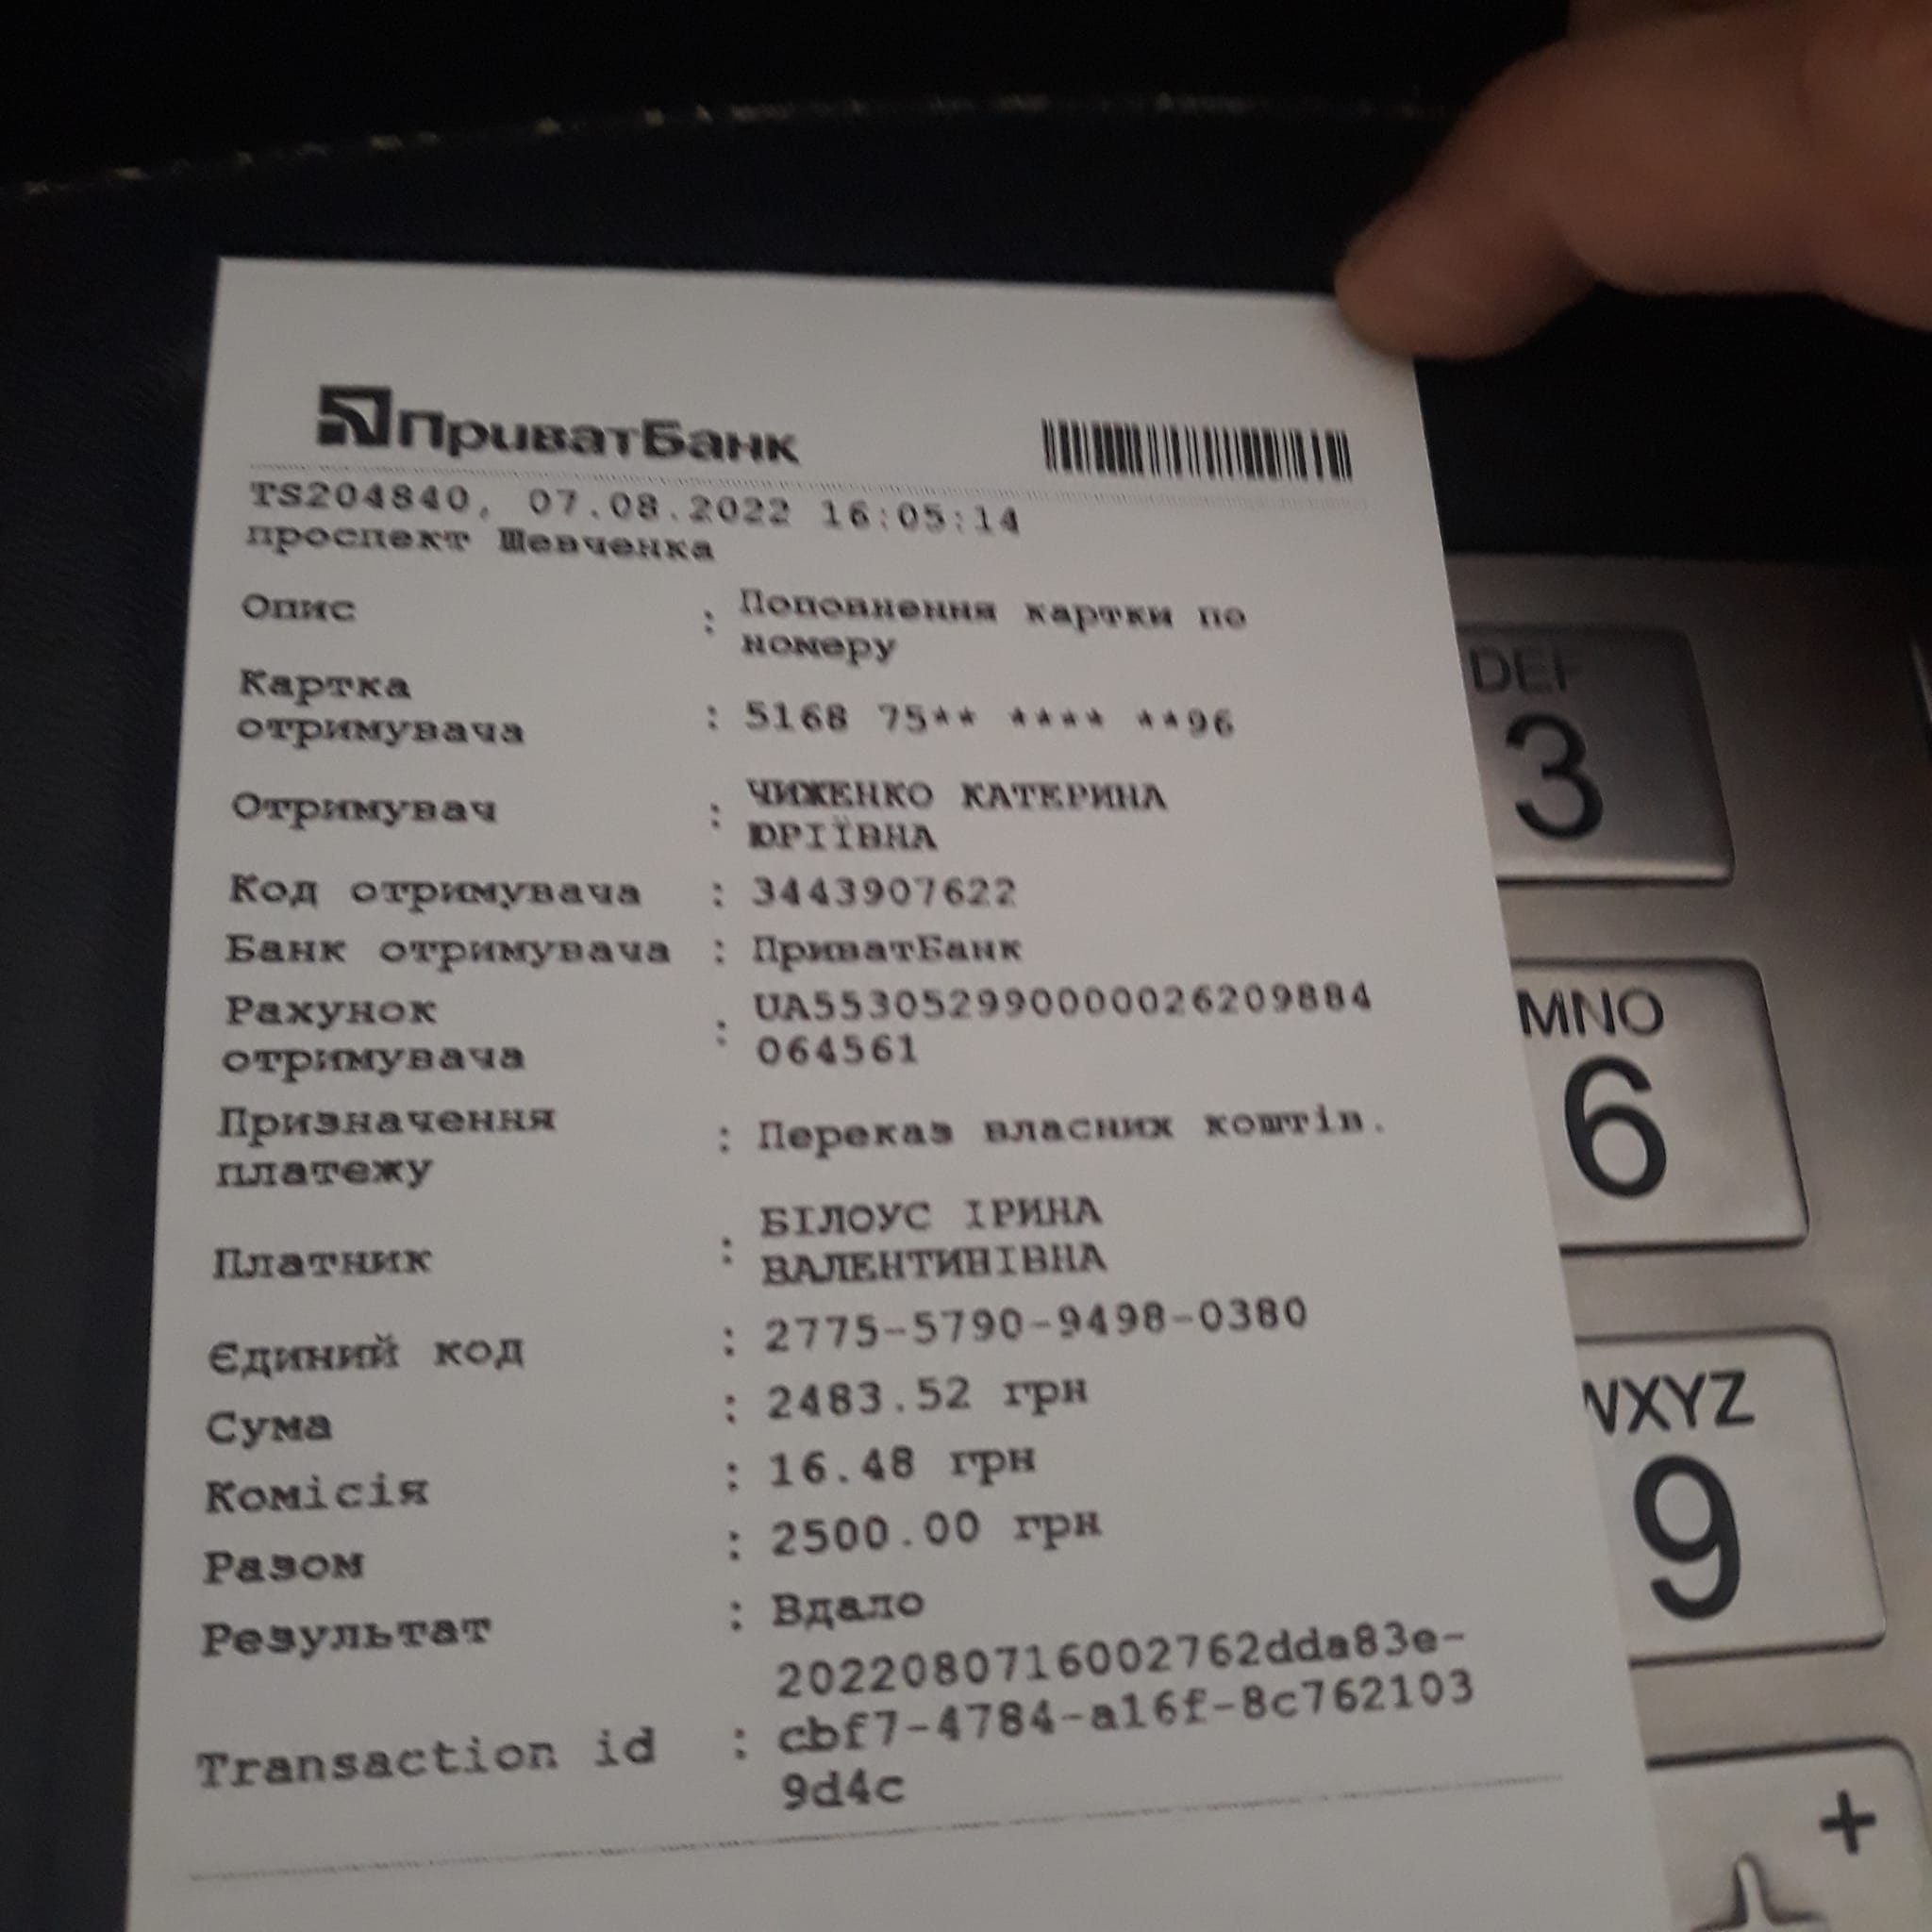 ПриватБанк
TS204840, 07.08.2022 16:05:14
проспект Шевченка
Опис : Поповнення картки по
номеру
Картка
отримувача : 5168 75** **** **96
Отримувач : ЧИЖЕНКО КАТЕРИНА
ЮРІЇВНА
Код отримувача : 3443907622
Банк отримувача : ПриватБанк
Рахунок
отримувача : UA553052990000026209884
064561
Призначення
платежу : Переказ власних коштів.
Платник : БІЛОУС ІРИНА
ВАЛЕНТИНІВНА
Єдиний код : 2775-5790-9498-0380
Сума : 2483.52 грн
Комісія : 16.48 грн
Разом : 2500.00 грн
Результат : Вдало
Transaction id : 2022080716002762dda83e-
cbf7-4784-a16f-8c762103
9d4c
DEF
3
MNO
6
WXYZ
9
+